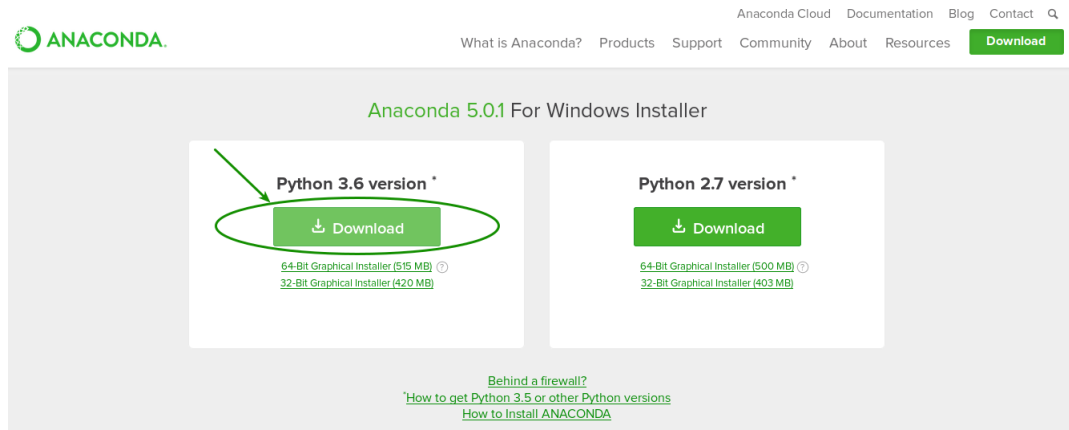 Anaconda Cloud Documentation Blog Contact
ANACONDA
What is Anaconda? Products Support Community About Resources Download
Anaconda 5.0.1 For Windows Installer
Python 3.6 version *
Download
64-Bit Graphical Installer (515 MB) ?
32-Bit Graphical Installer (420 MB)
Python 2.7 version *
Download
64-Bit Graphical Installer (500 MB) ?
32-Bit Graphical Installer (403 MB)
Behind a firewall?
*How to get Python 3.5 or other Python versions
How to Install ANACONDA